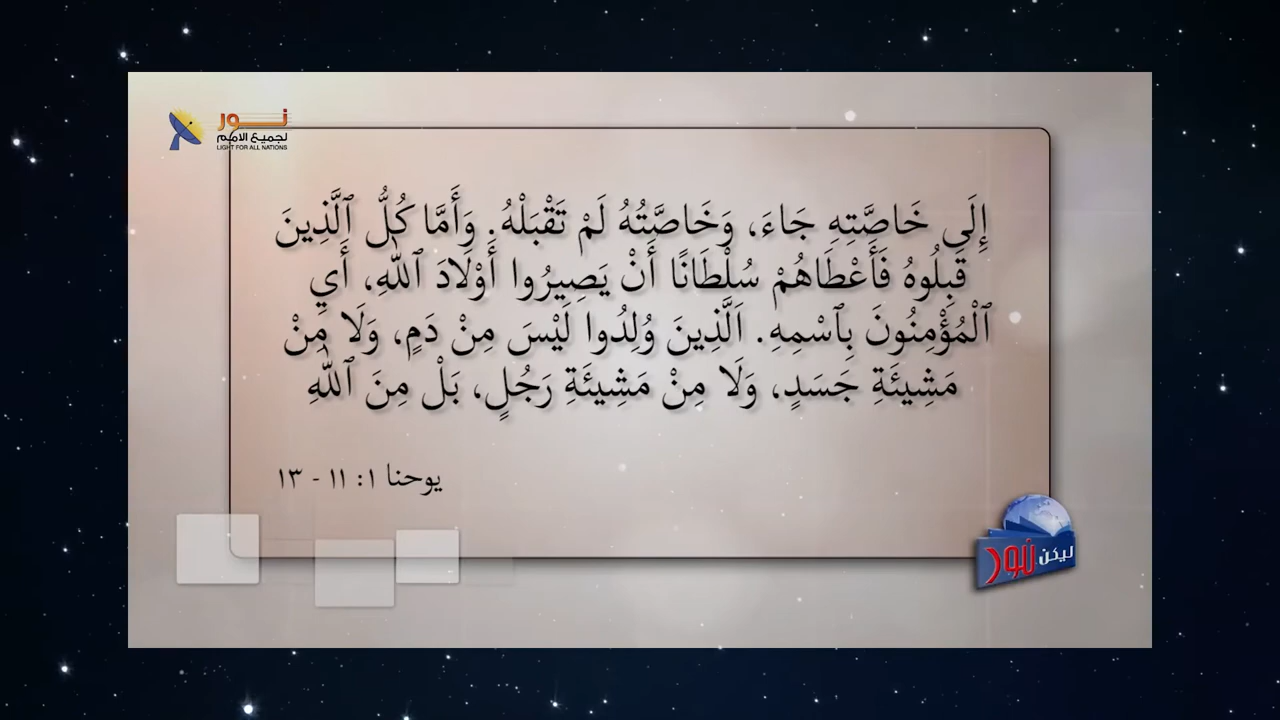 نور
لجميع الامم
LIGHT FOR ALL NATIONS
إِلَى خَاصَّتِهِ جَاءَ، وَخَاصَّتُهُ لَمْ تَقْبَلْهُ. وَأَمَّا كُلُّ ٱلَّذِينَ
قَبِلُوهُ فَأَعْطَاهُمْ سُلْطَانًا أَنْ يَصِيرُوا أَوْلَادَ ٱللهِ، أَيِ
ٱلْمُؤْمِنُونَ بِٱسْمِهِ. اَلَّذِينَ وُلِدُوا لَيْسَ مِنْ دَمٍ، وَلَا مِنْ
مَشِيئَةِ جَسَدٍ، وَلَا مِنْ مَشِيئَةِ رَجُلٍ، بَلْ مِنَ ٱللهِ
يوحنا ١: ١١ - ١٣
ليكن نور